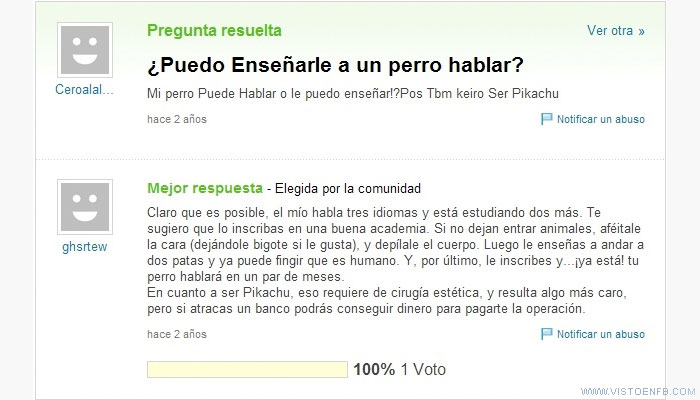 Pregunta resuelta
Ver otra »
¿Puedo Enseñarle a un perro hablar?
Ceroalal...
Mi perro Puede Hablar o le puedo enseñar!?Pos Tbm keiro Ser Pikachu
hace 2 años
Notificar un abuso
Mejor respuesta - Elegida por la comunidad
ghsrtew
Claro que es posible, el mío habla tres idiomas y está estudiando dos más. Te
sugiero que lo inscribas en una buena academia. Si no dejan entrar animales, aféitale
la cara (dejándole bigote si le gusta), y depílale el cuerpo. Luego le enseñas a andar a
dos patas y ya puede fingir que es humano. Y, por último, le inscribes y...¡ya está! tu
perro hablará en un par de meses.
En cuanto a ser Pikachu, eso requiere de cirugía estética, y resulta algo más caro,
pero si atracas un banco podrás conseguir dinero para pagarte la operación.
hace 2 años
Notificar un abuso
100% 1 Voto
WWW.VISTOENFB.COM